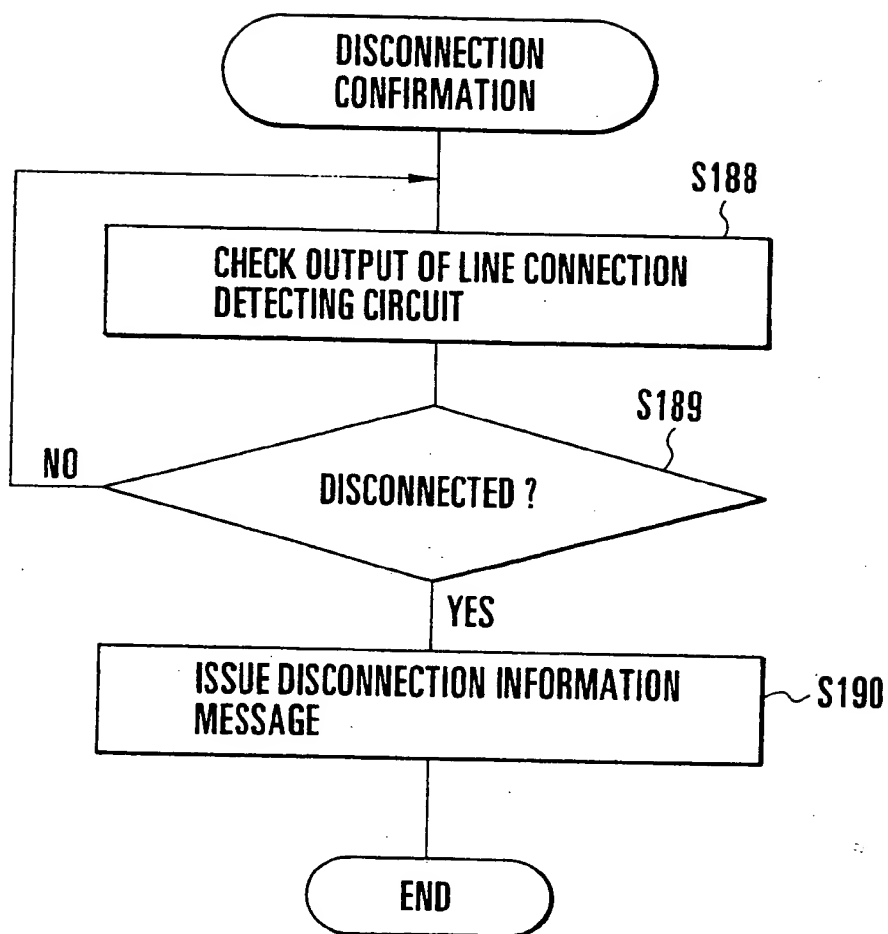 DISCONNECTION
CONFIRMATION
S188
CHECK OUTPUT OF LINE CONNECTION
DETECTING CIRCUIT
S189
NO
DISCONNECTED ?
YES
ISSUE DISCONNECTION INFORMATION
MESSAGE
S190
END